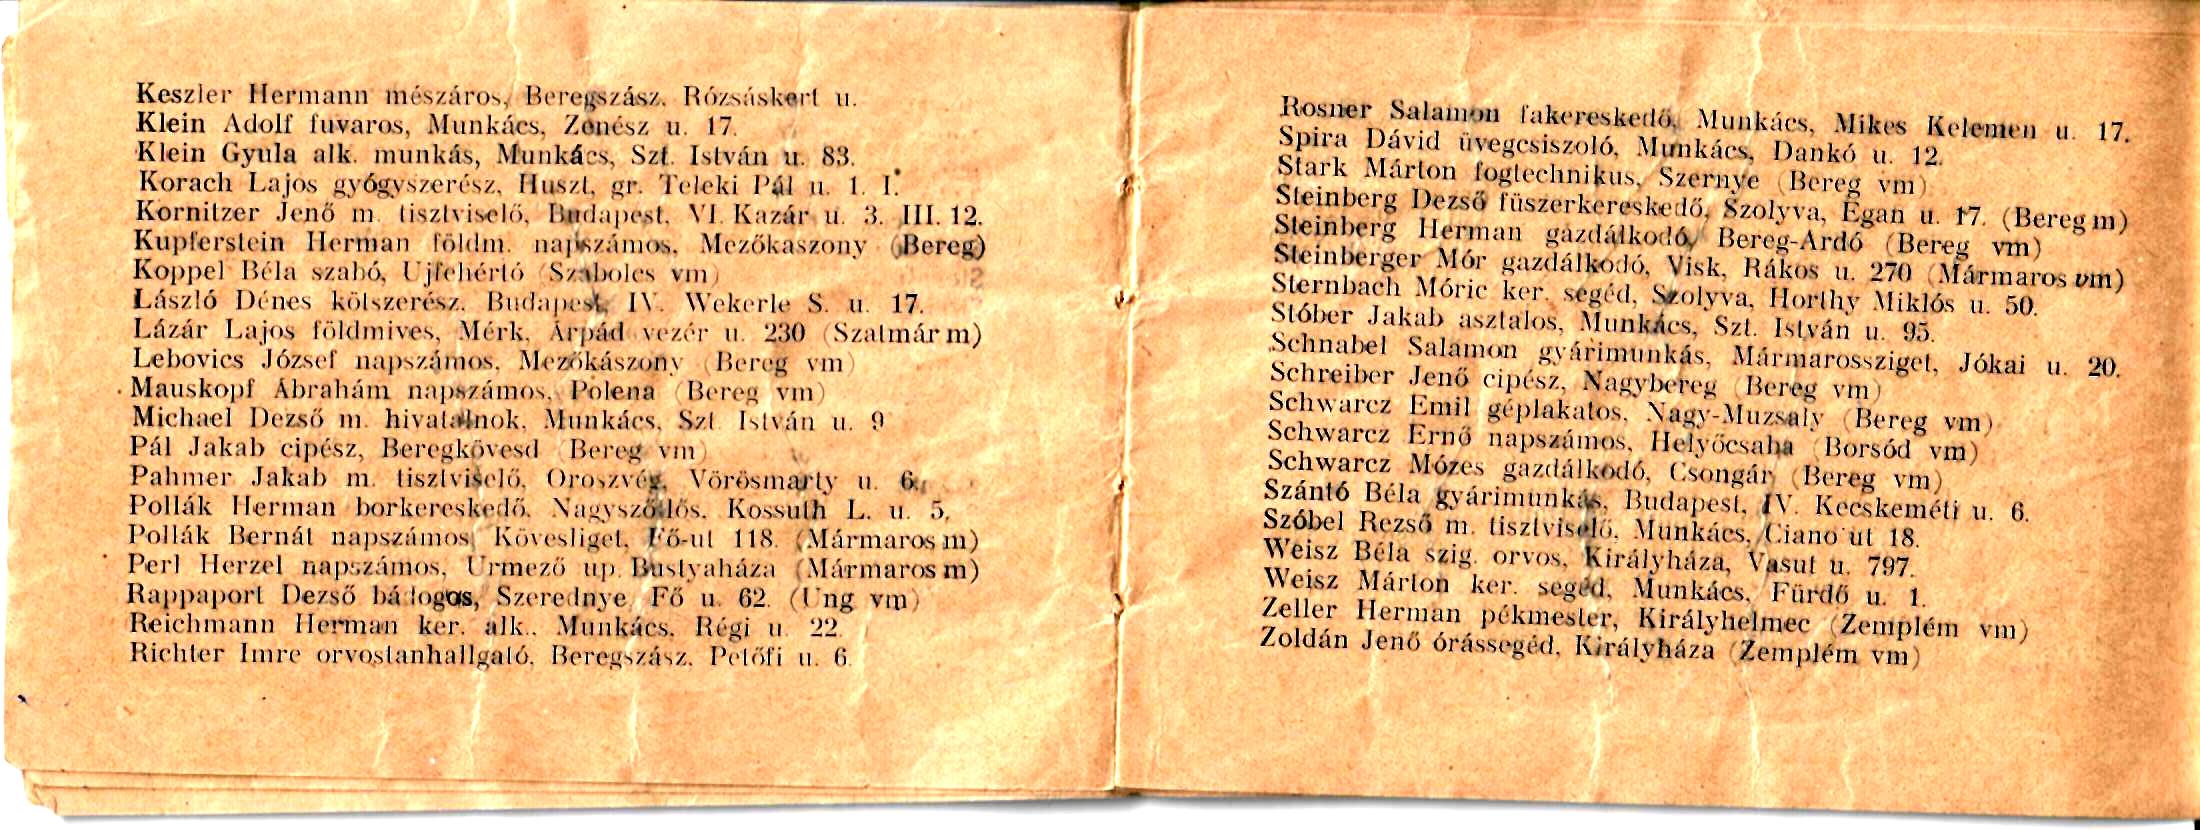 Keszler Hermann mészáros, Beregszász, Rózsáskert u.
Klein Adolf fuvaros, Munkács, Zenész u. 17.
Klein Gyula alk. munkás, Munkács, Szt. István u. 83.
Korach Lajos gyógyszerész, Huszt, gr. Teleki Pál u. 1. I.
Kornitzer Jenő m. tisztviselő, Budapest, VI. Kazár u. 3. III. 12.
Kupferstein Herman földm. napszámos, Mezőkaszony (Bereg)
Koppel Béla szabó, Ujfehértó (Szabolcs vm)
László Dénes kötszerész, Budapest, IV. Wekerle S. u. 17.
Lázár Lajos földmives, Mérk, Árpád vezér u. 230 (Szatmár m)
Lebovics József napszámos, Mezőkászony (Bereg vm)
Mauskopf Ábrahám napszámos, Polena (Bereg vm)
Michael Dezső m. hivatalnok, Munkács, Szt István u. 9
Pál Jakab cipész, Beregkövesd (Bereg vm)
Pahmer Jakab m. tisztviselő, Oroszvég, Vörösmarty u. 6.
Pollák Herman borkereskedő, Nagyszőllős, Kossuth L. u. 5.
Pollák Bernát napszámos, Kövesliget, Fő-ut 118. (Mármaros m)
Perl Herzel napszámos, Urmező up. Bustyaháza (Mármaros m)
Rappaport Dezső bádogos, Szerednye, Fő u. 62. (Ung vm)
Reichmann Herman ker. alk., Munkács, Régi u. 22.
Richter Imre orvostanhallgató, Beregszász, Petőfi u. 6.
Rosner Salamon fakereskedő, Munkács, Mikes Kelemen u. 17.
Spira Dávid üvegcsiszoló, Munkács, Dankó u. 12.
Stark Márton fogtechnikus, Szernye (Bereg vm)
Steinberg Dezső füszerkereskedő, Szolyva, Egan u. 17. (Bereg m)
Steinberg Herman gazdálkodó, Bereg-Ardó (Bereg vm)
Steinberger Mór gazdálkodó, Visk, Rákos u. 270 (Mármaros vm)
Sternbach Móric ker. segéd, Szolyva, Horthy Miklós u. 50.
Stóber Jakab asztalos, Munkács, Szt. István u. 95.
Schnabel Salamon gyárimunkás, Mármarossziget, Jókai u. 20.
Schreiber Jenő cipész, Nagybereg (Bereg vm)
Schwarcz Emil géplakatos, Nagy-Muzsaly (Bereg vm)
Schwarcz Ernő napszámos, Helyőcsaba (Borsód vm)
Schwarcz Mózes gazdálkodó, Csongár (Bereg vm)
Szántó Béla gyárimunkás, Budapest, IV. Kecskeméti u. 6.
Szóbel Rezső m. tisztviselő, Munkács, Ciano ut 18.
Weisz Béla szig. orvos, Királyháza, Vasut u. 797.
Weisz Márton ker. segéd, Munkács, Fürdő u. 1.
Zeller Herman pékmester, Királyhelmec (Zemplém vm)
Zoldán Jenő órássegéd, Királyháza (Zemplém vm)